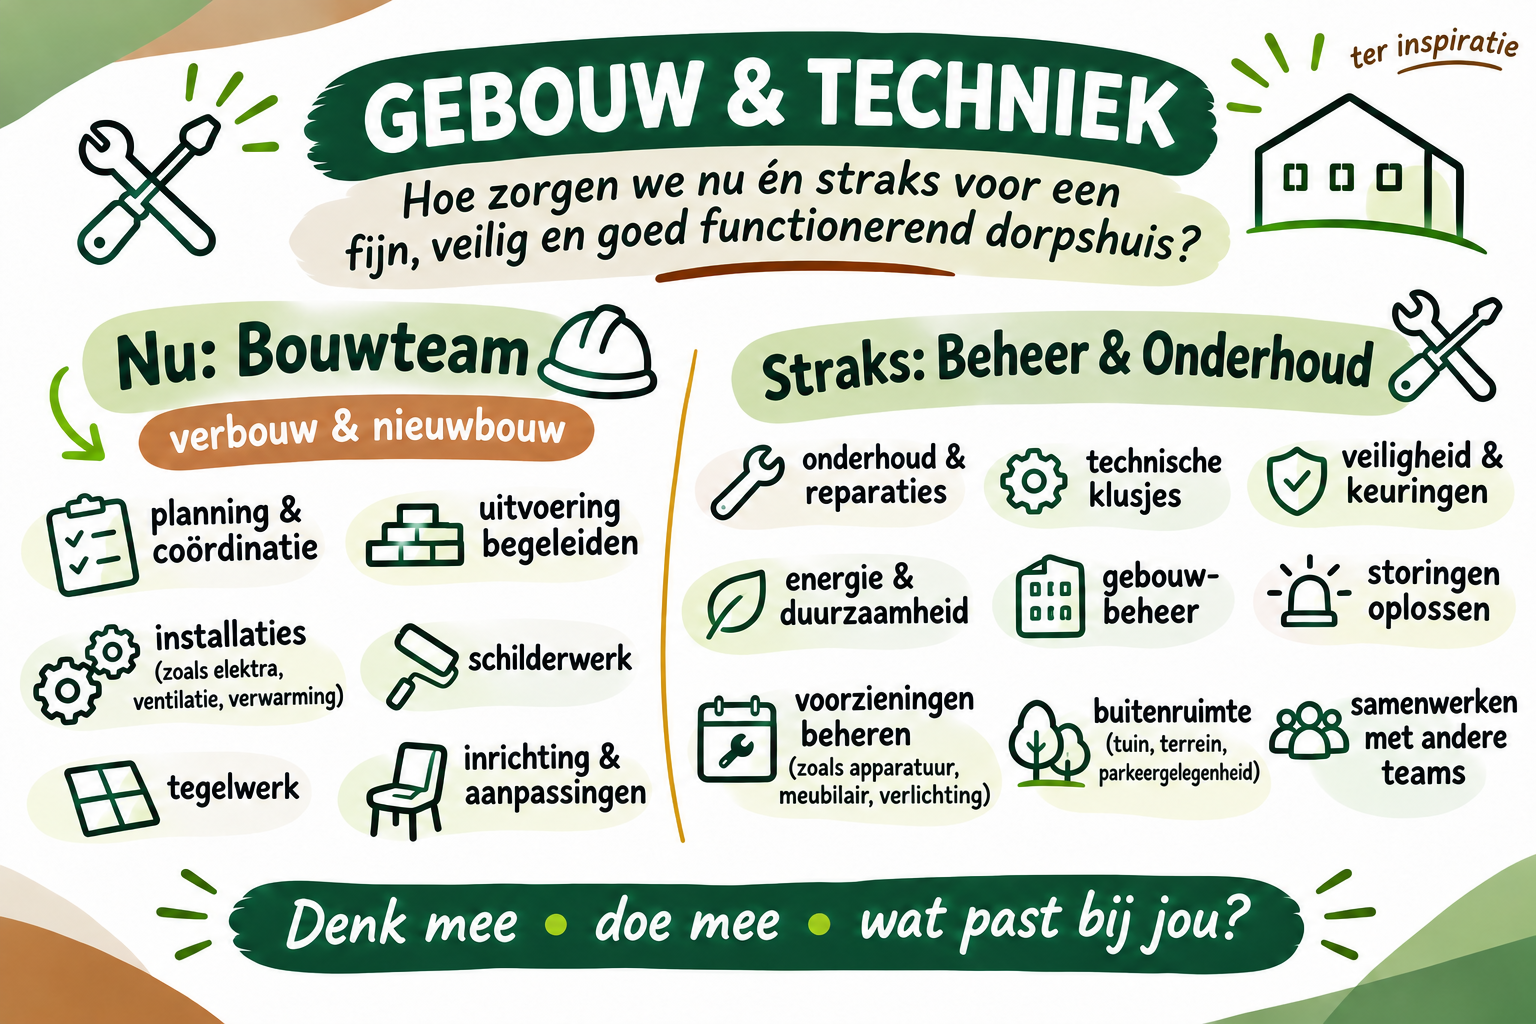 ter inspiratie
GEBOUW & TECHNIEK
Hoe zorgen we nu én straks voor een
fijn, veilig en goed functionerend dorpshuis?
Nu: Bouwteam
verbouw & nieuwbouw
planning &
coördinatie
uitvoering
begeleiden
installaties
(zoals elektra,
ventilatie, verwarming)
schilderwerk
tegelwerk
inrichting &
aanpassingen
Straks: Beheer & Onderhoud
onderhoud &
reparaties
technische
klusjes
veiligheid &
keuringen
energie &
duurzaamheid
gebouw-
beheer
storingen
oplossen
voorzieningen
beheren
(zoals apparatuur,
meubilair, verlichting)
buitenruimte
(tuin, terrein,
parkeergelegenheid)
samenwerken
met andere
teams
Denk mee • doe mee • wat past bij jou?